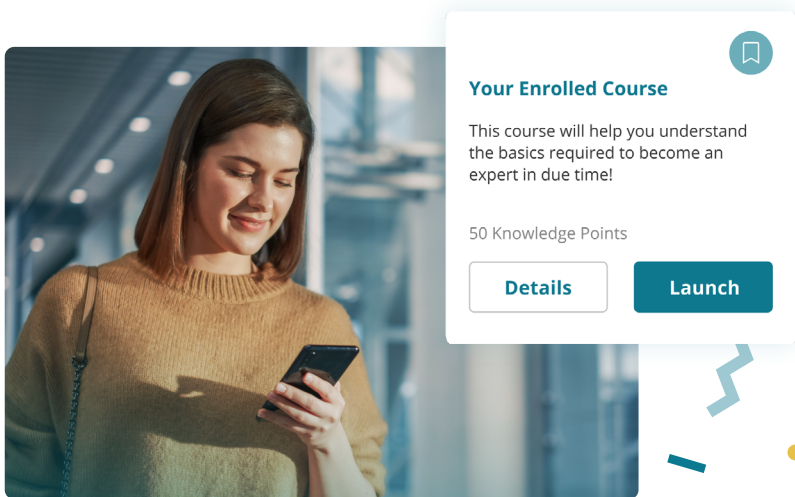 Your Enrolled Course
This course will help you understand
the basics required to become an
expert in due time!
50 Knowledge Points
Details
Launch